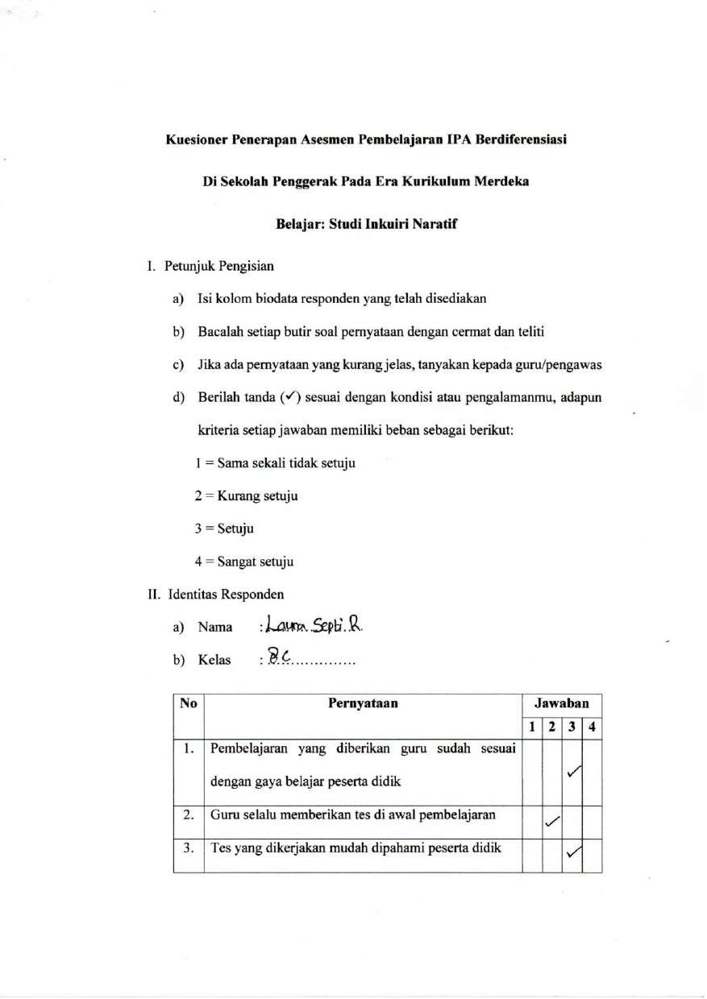 Kuesioner Penerapan Asesmen Pembelajaran IPA Berdiferensiasi
Di Sekolah Penggerak Pada Era Kurikulum Merdeka
Belajar: Studi Inkuiri Naratif
I. Petunjuk Pengisian
a) Isi kolom biodata responden yang telah disediakan
b) Bacalah setiap butir soal pernyataan dengan cermat dan teliti
c) Jika ada pernyataan yang kurang jelas, tanyakan kepada guru/pengawas
d) Berilah tanda (✓) sesuai dengan kondisi atau pengalamanmu, adapun
kriteria setiap jawaban memiliki beban sebagai berikut:
1 = Sama sekali tidak setuju
2 = Kurang setuju
3 = Setuju
4 = Sangat setuju
II. Identitas Responden
a) Nama : Laura Septi. R.
b) Kelas : 8C
No Pernyataan Jawaban
1 2 3 4
1. Pembelajaran yang diberikan guru sudah sesuai
dengan gaya belajar peserta didik ✓
2. Guru selalu memberikan tes di awal pembelajaran ✓
3. Tes yang dikerjakan mudah dipahami peserta didik ✓